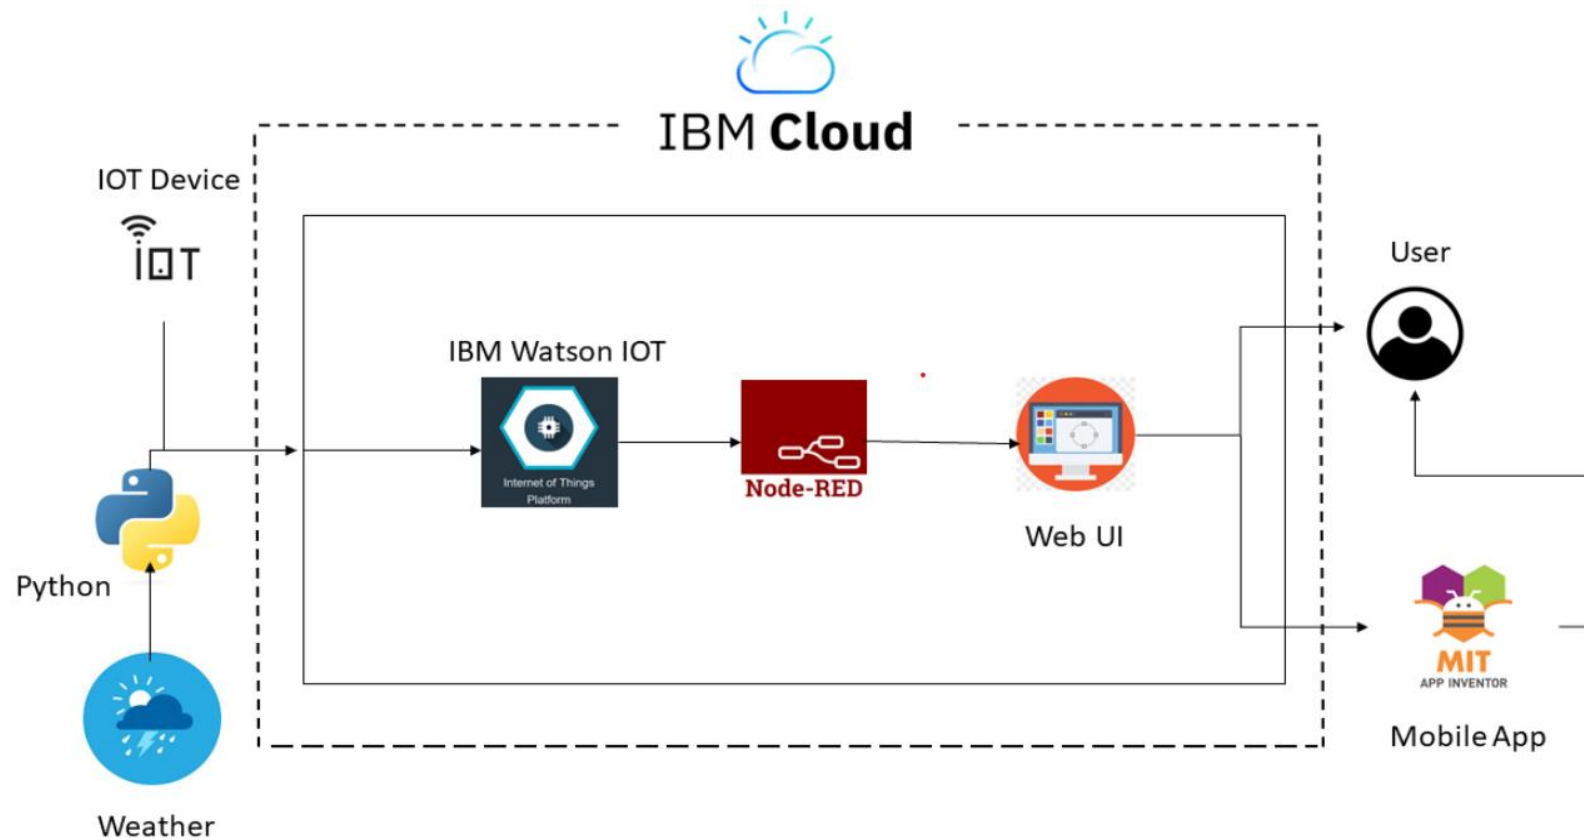 IBM Cloud
IOT Device
IOT
User
IBM Watson IOT
Internet of Things
Platform
Node-RED
Web UI
Python
MIT
APP INVENTOR
Mobile App
Weather